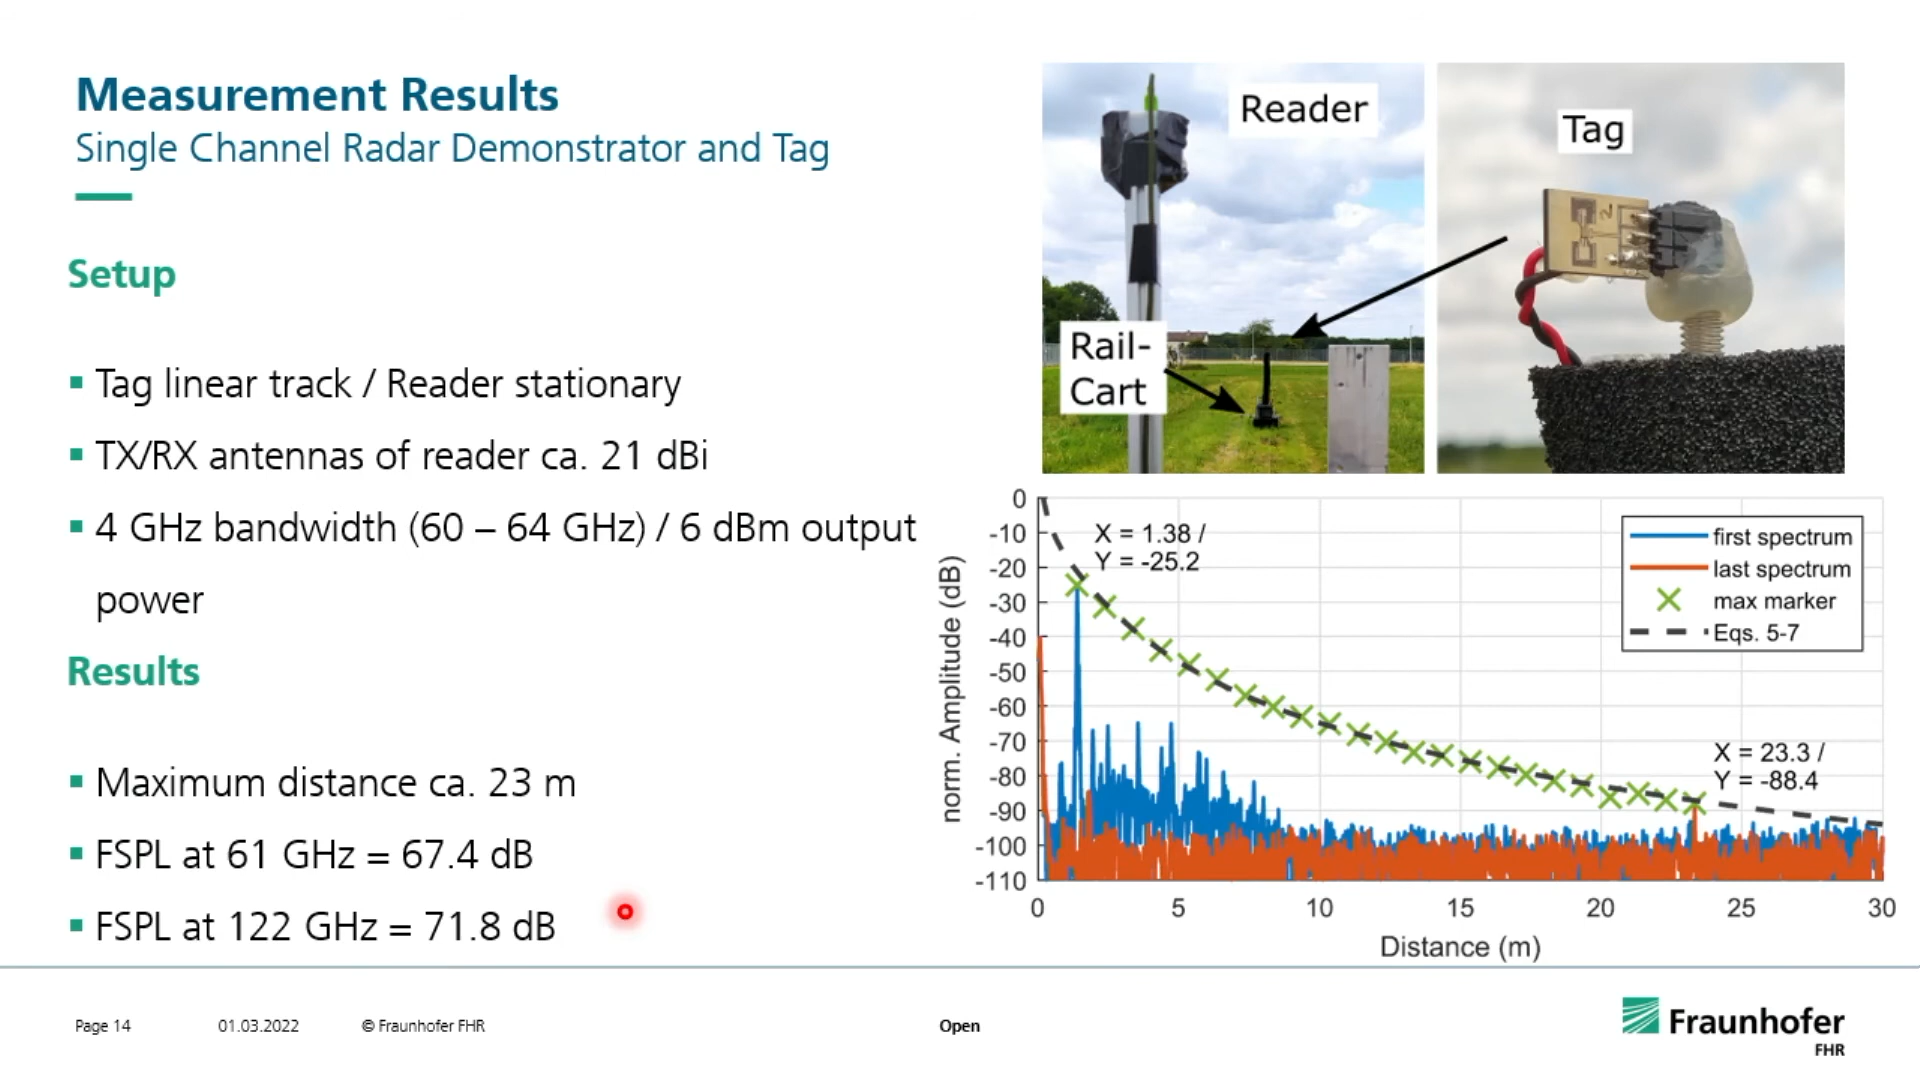 Measurement Results
Single Channel Radar Demonstrator and Tag
Setup
▪ Tag linear track / Reader stationary
▪ TX/RX antennas of reader ca. 21 dBi
▪ 4 GHz bandwidth (60 – 64 GHz) / 6 dBm output
power
Results
▪ Maximum distance ca. 23 m
▪ FSPL at 61 GHz = 67.4 dB
▪ FSPL at 122 GHz = 71.8 dB
Reader
Rail-
Cart
Tag
2
norm. Amplitude (dB)
0
-10
-20
-30
-40
-50
-60
-70
-80
-90
-100
-110
X = 1.38 /
Y = -25.2
first spectrum
last spectrum
max marker
Eqs. 5-7
X = 23.3 /
Y = -88.4
0 5 10 15 20 25 30
Distance (m)
Page 14 01.03.2022 © Fraunhofer FHR Open
Fraunhofer
FHR